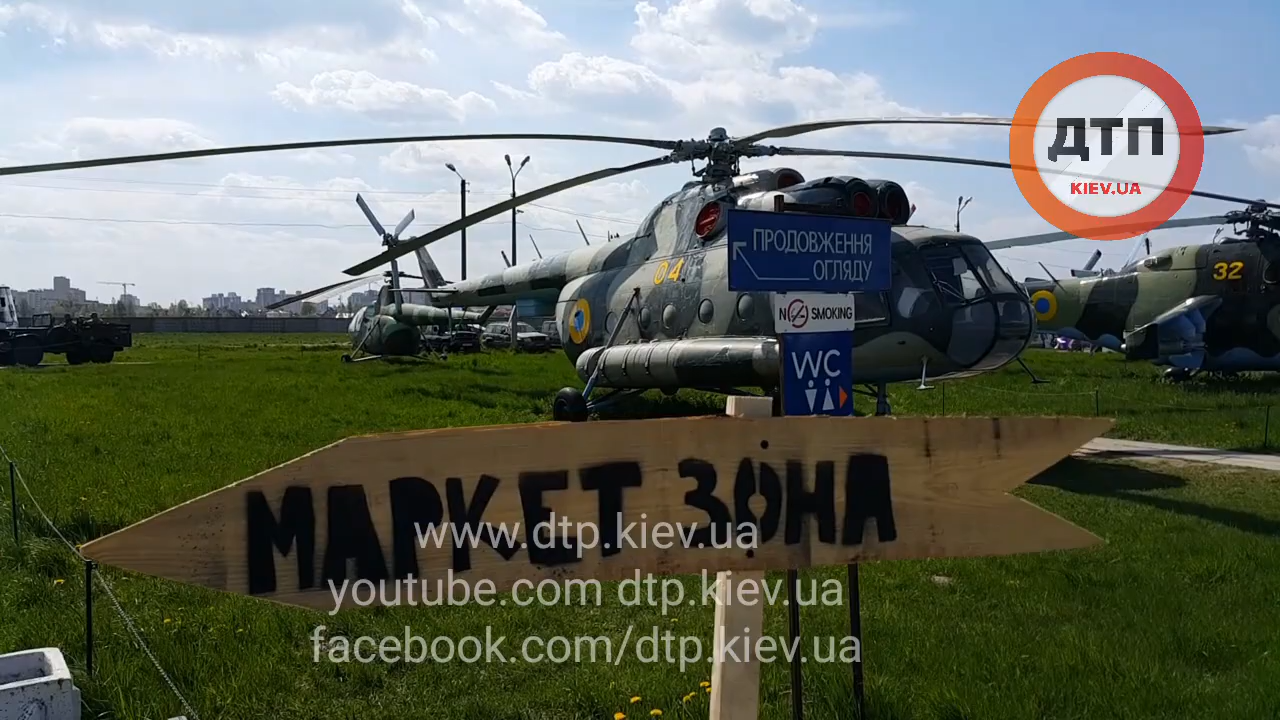 ДТП
KIEV.UA
04
32
ПРОДОВЖЕННЯ
ОГЛЯДУ
NO SMOKING
WC
МАРКЕТ ЗОНА
www.dtp.kiev.ua
youtube.com dtp.kiev.ua
facebook.com/dtp.kiev.ua